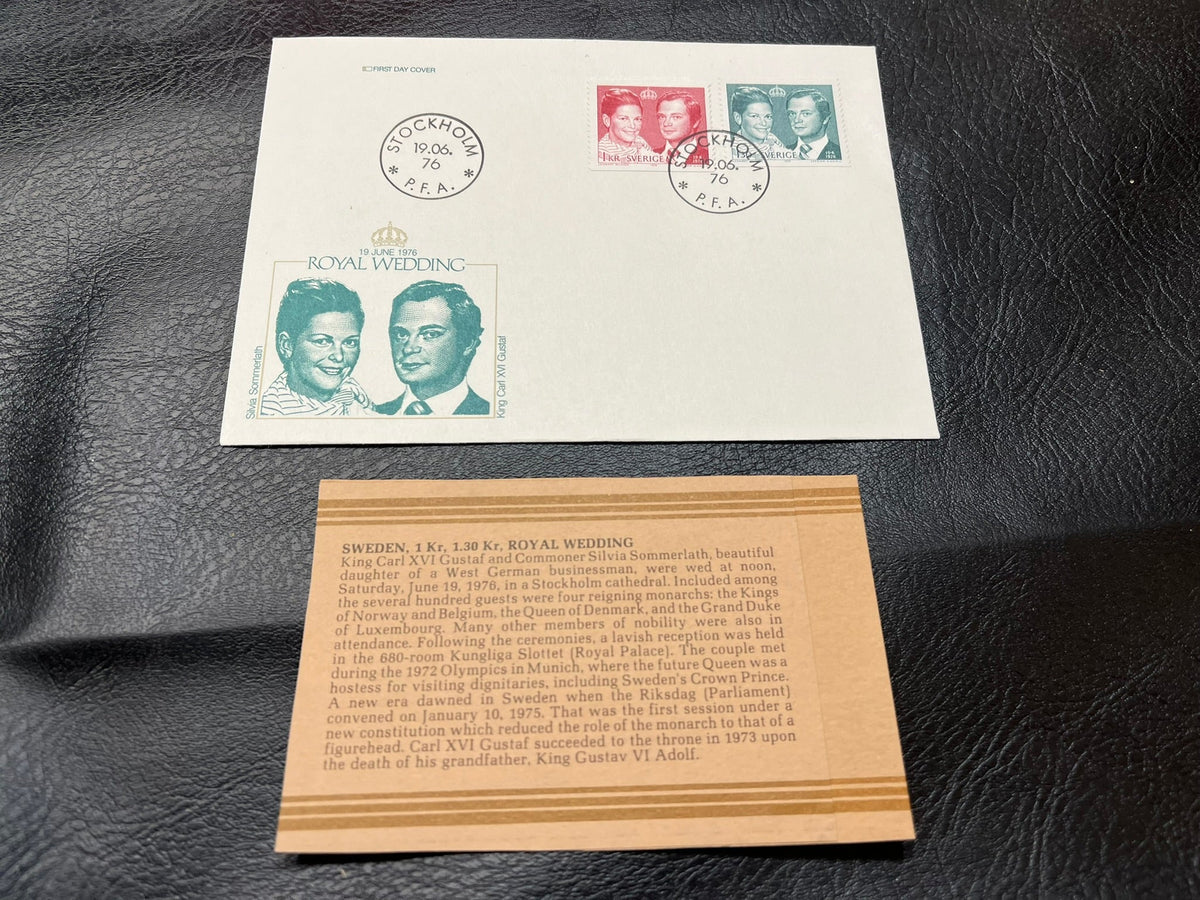 FIRST DAY COVER
STOCKHOLM
19.06.
76
* P.F.A. *
1 KR SVERIGE
10 6
1976
STOCKHOLM
19.06.
76
* P.F.A. *
19 JUNE 1976
ROYAL WEDDING
Silvia Sommerlath
King Carl XVI Gustaf
SWEDEN, 1 Kr, 1.30 Kr, ROYAL WEDDING
King Carl XVI Gustaf and Commoner Silvia Sommerlath, beautiful
daughter of a West German businessman, were wed at noon,
Saturday, June 19, 1976, in a Stockholm cathedral. Included among
the several hundred guests were four reigning monarchs: the Kings
of Norway and Belgium, the Queen of Denmark, and the Grand Duke
of Luxembourg. Many other members of nobility were also in
attendance. Following the ceremonies, a lavish reception was held
in the 680-room Kungliga Slottet (Royal Palace). The couple met
during the 1972 Olympics in Munich, where the future Queen was a
hostess for visiting dignitaries, including Sweden's Crown Prince.
A new era dawned in Sweden when the Riksdag (Parliament)
convened on January 10, 1975. That was the first session under a
new constitution which reduced the role of the monarch to that of a
figurehead. Carl XVI Gustaf succeeded to the throne in 1973 upon
the death of his grandfather, King Gustav VI Adolf.